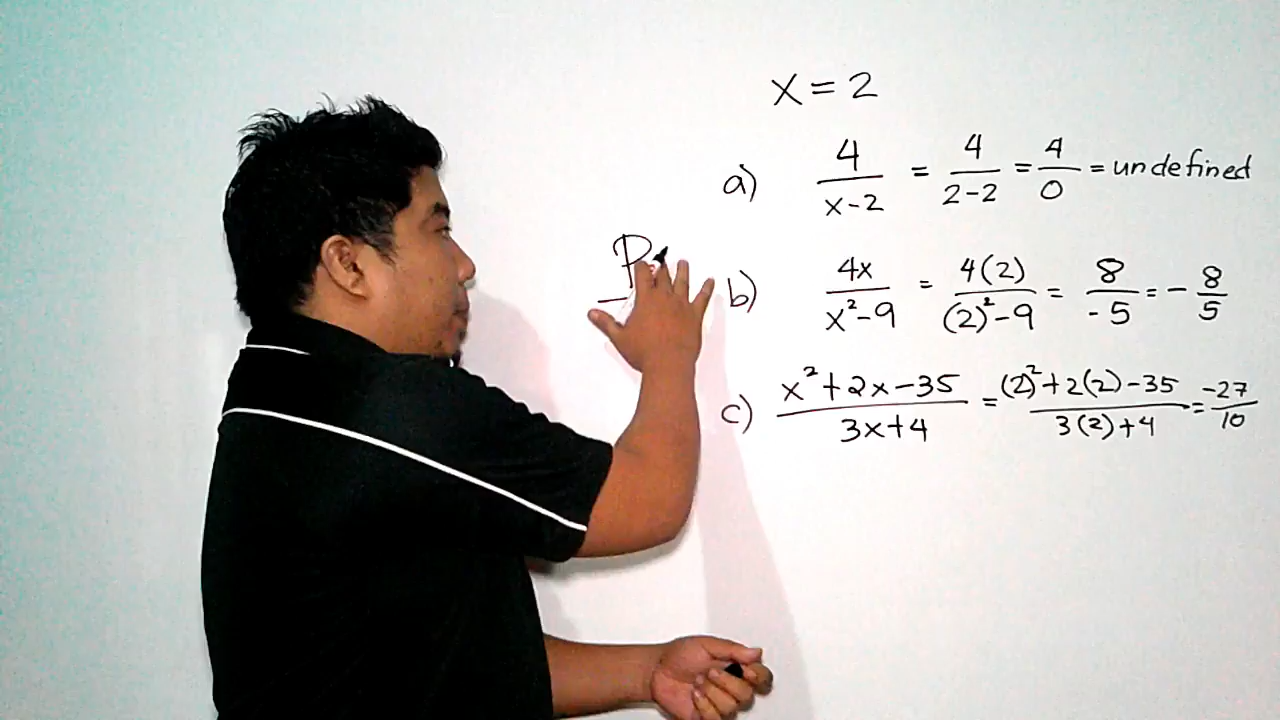 x = 2
a) 4/(x-2) = 4/(2-2) = 4/0 = undefined
b) 4x/(x²-9) = 4(2)/((2)²-9) = 8/-5 = -8/5
c) (x²+2x-35)/(3x+4) = ((2)²+2(2)-35)/(3(2)+4) = -27/10
P